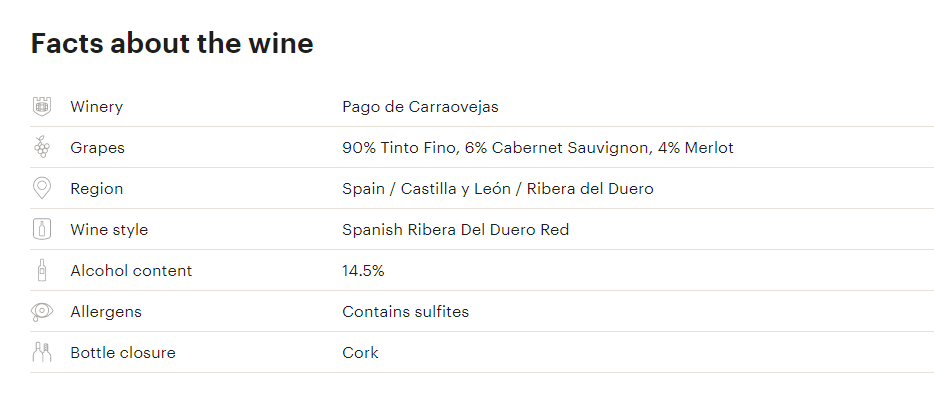 Facts about the wine
Winery Pago de Carraovejas
Grapes 90% Tinto Fino, 6% Cabernet Sauvignon, 4% Merlot
Region Spain / Castilla y León / Ribera del Duero
Wine style Spanish Ribera Del Duero Red
Alcohol content 14.5%
Allergens Contains sulfites
Bottle closure Cork